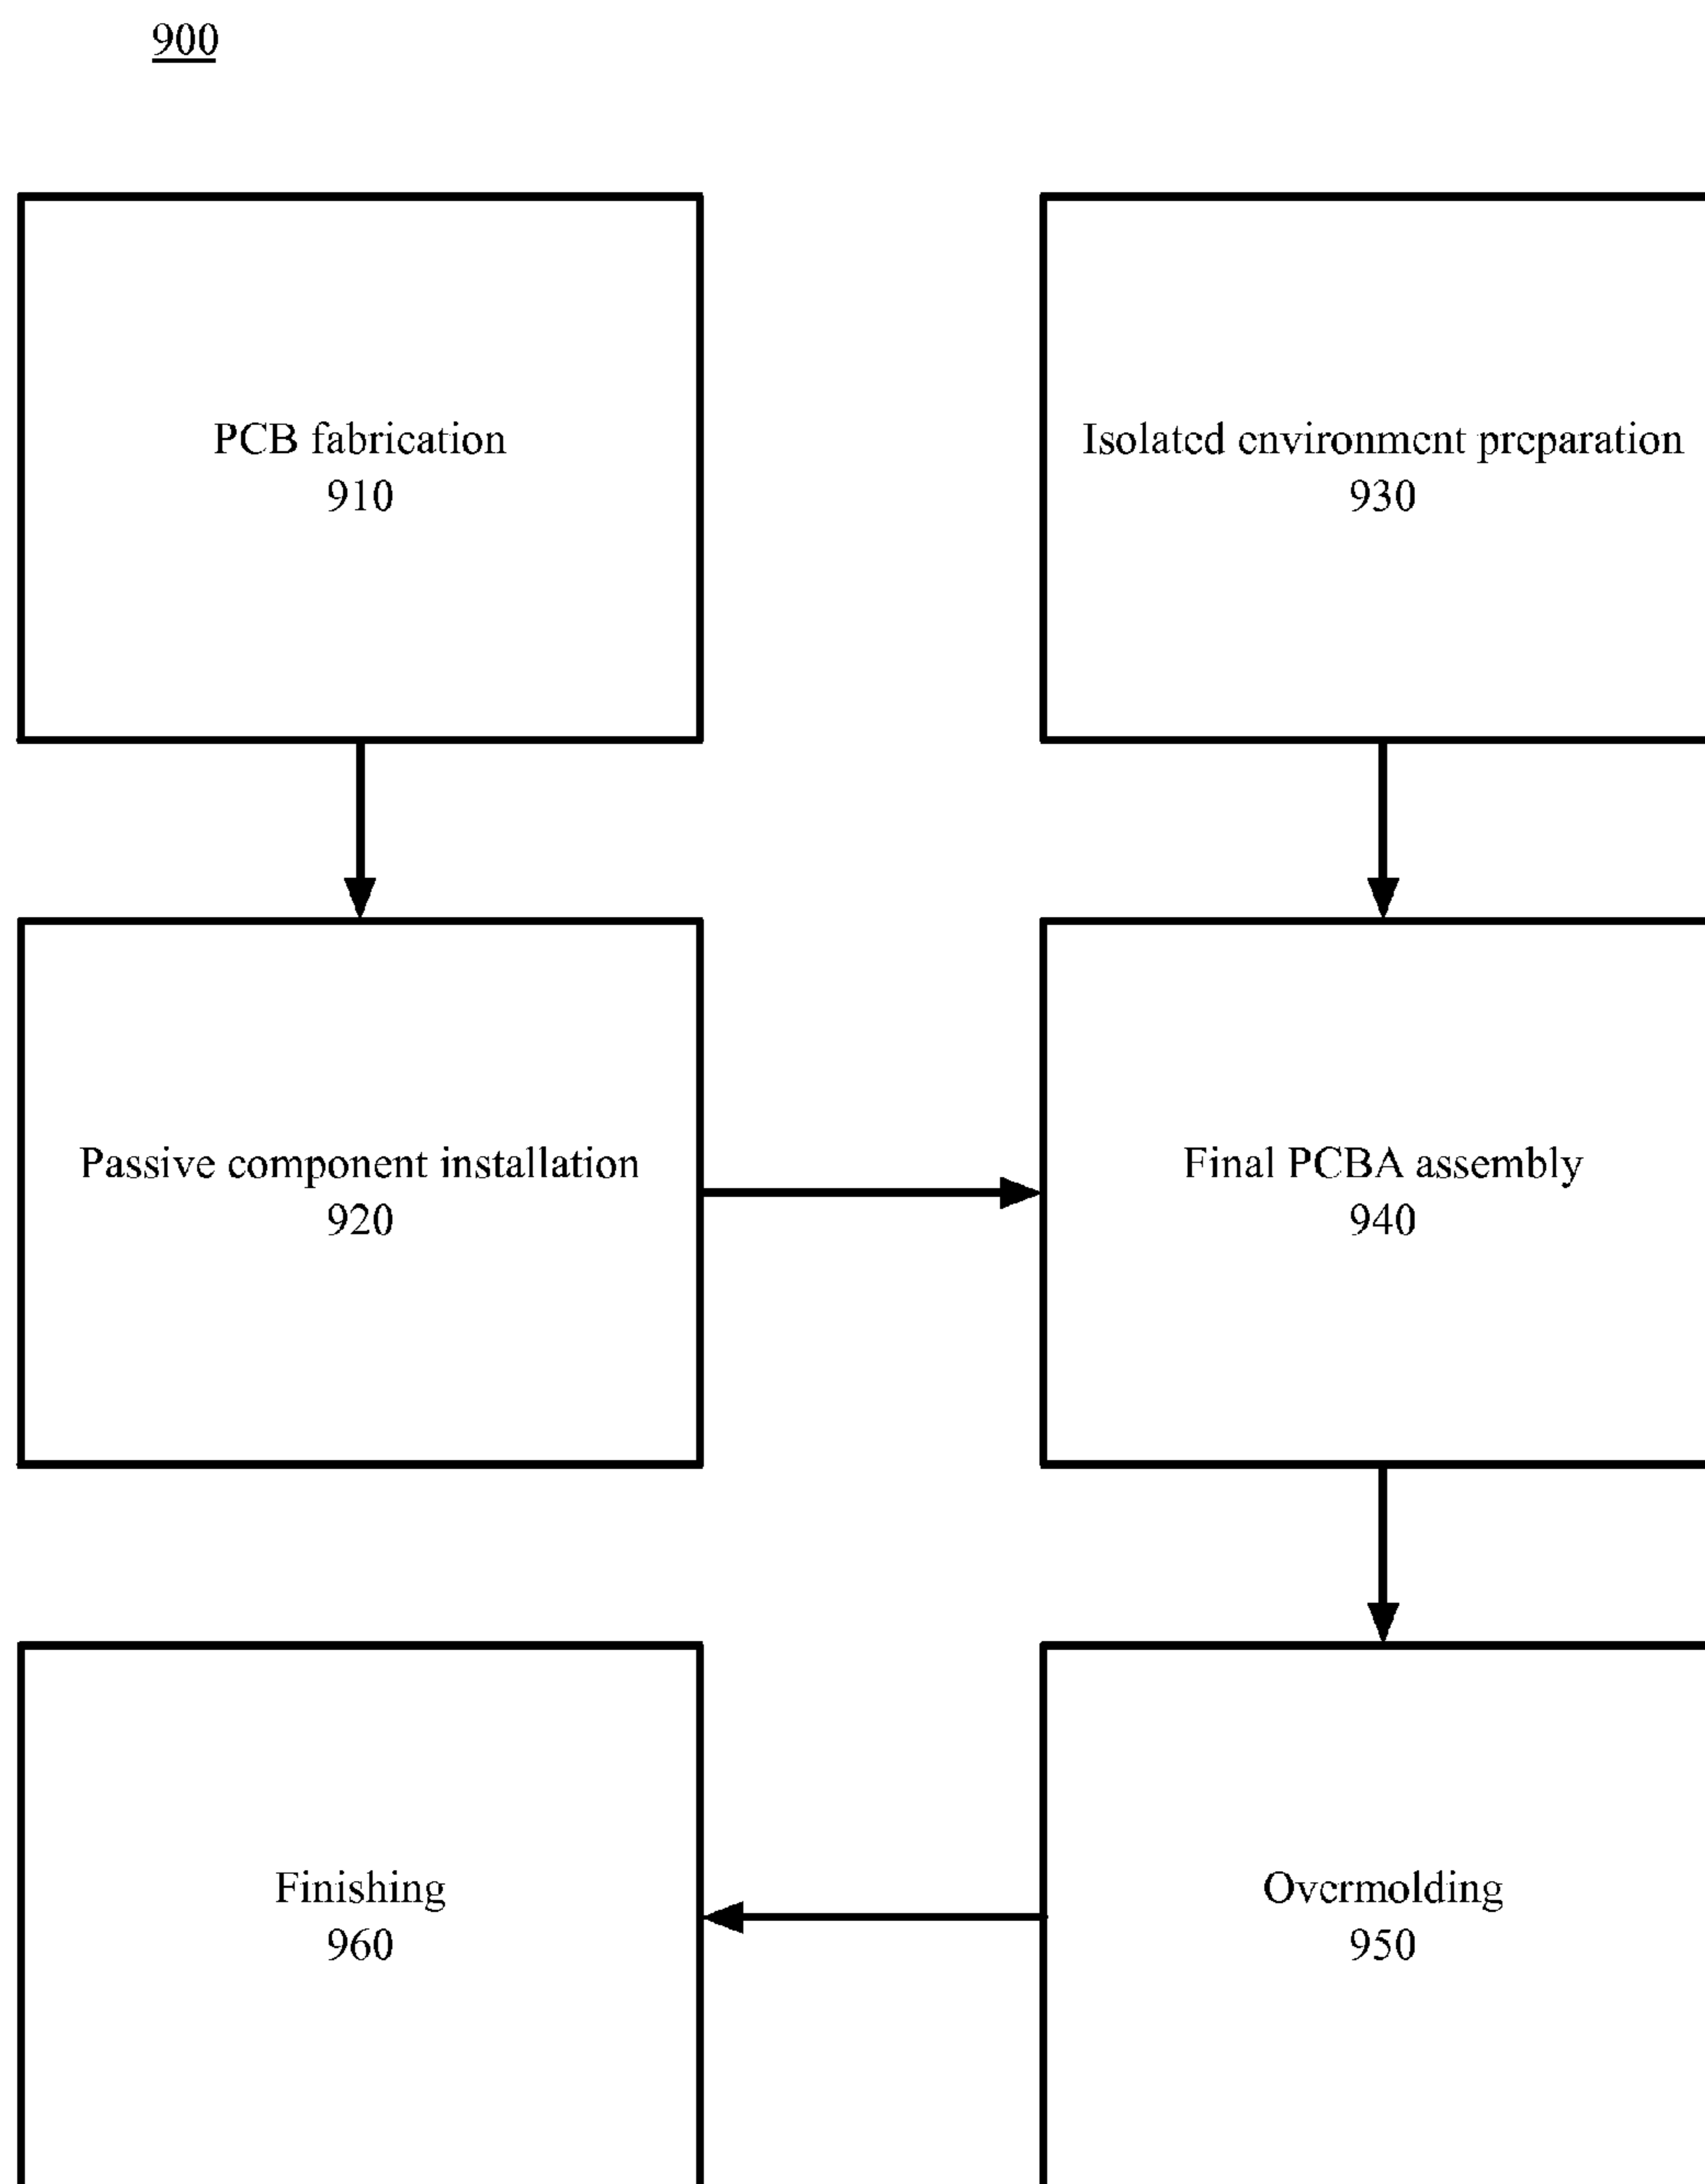 900
PCB fabrication
910
Isolated environment preparation
930
Passive component installation
920
Final PCBA assembly
940
Finishing
960
Overmolding
950